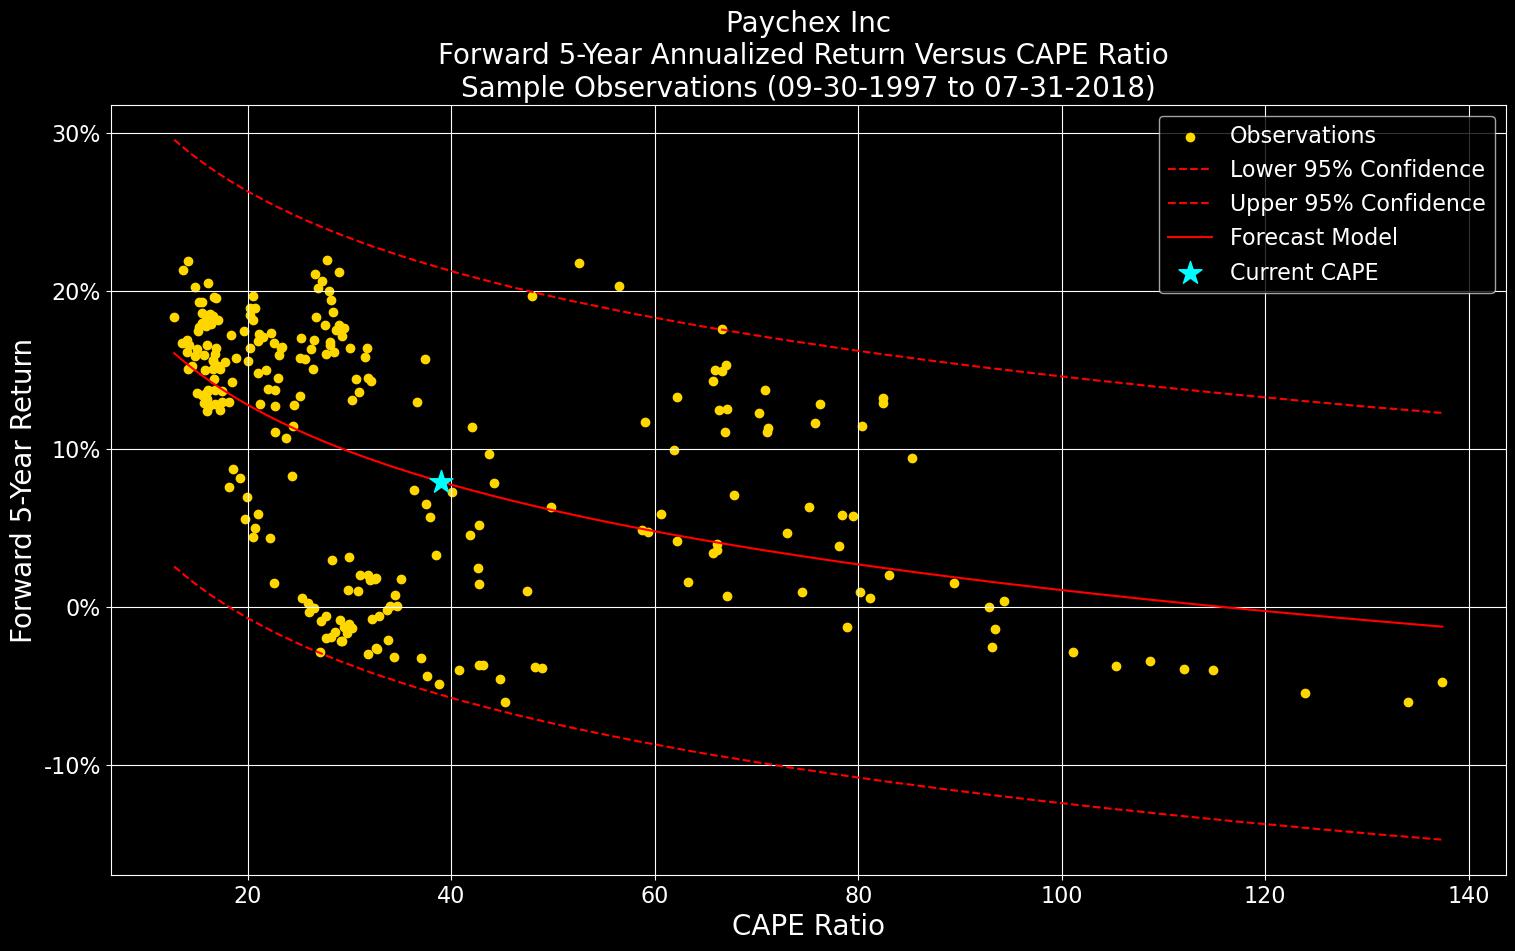 Paychex Inc
Forward 5-Year Annualized Return Versus CAPE Ratio
Sample Observations (09-30-1997 to 07-31-2018)
Observations
Lower 95% Confidence
Upper 95% Confidence
Forecast Model
Current CAPE
Forward 5-Year Return
30%
20%
10%
0%
-10%
20 40 60 80 100 120 140
CAPE Ratio